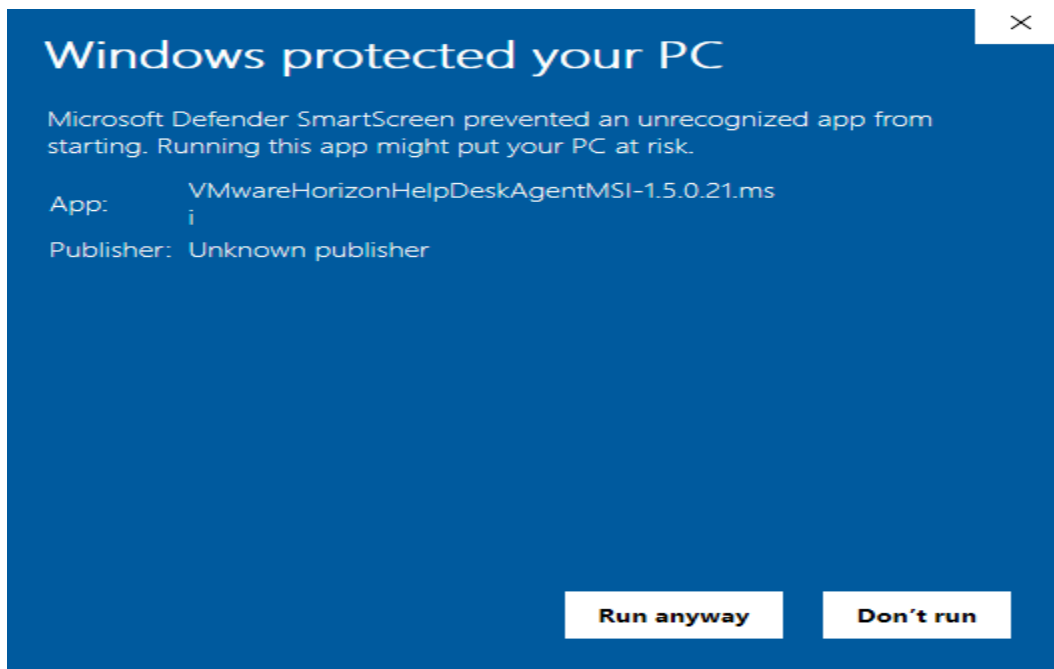 Windows protected your PC
Microsoft Defender SmartScreen prevented an unrecognized app from
starting. Running this app might put your PC at risk.
App: VMwareHorizonHelpDeskAgentMSI-1.5.0.21.ms
i
Publisher: Unknown publisher
Run anyway Don't run